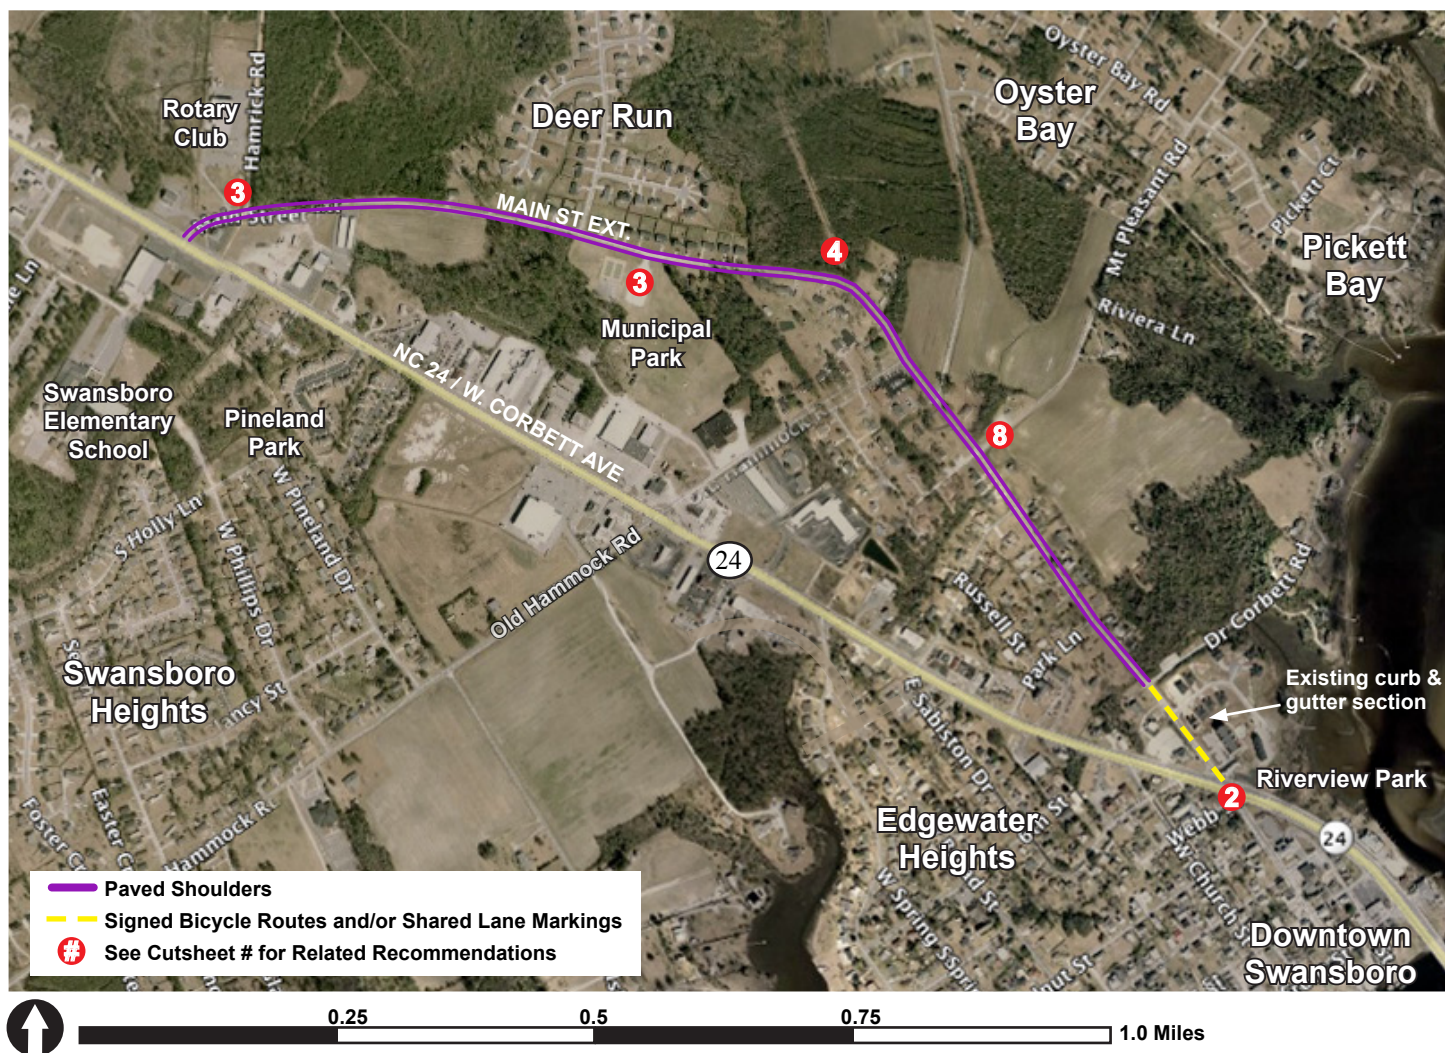 Oyster Bay Rd
Hamrick Rd
Rotary
Club
Deer Run
Oyster
Bay
3
Mt Pleasant Rd
Pickett Ct
MAIN ST EXT.
Pickett
Bay
4
3
Municipal
Park
Riviera Ln
NC 24 / W. CORBETT AVE
Swansboro
Elementary
School
Pineland
Park
8
S Holly Ln
W Phillips Dr
W Pineland Dr
Old Hammock Rd
24
Russell St
Park Ln
Dr Corbett Rd
Swansboro
Heights
Existing curb &
gutter section
E Sabiston Dr
Riverview Park
2
24
Edgewater
Heights
Webb
SW Church St
Foster
Easter
Hammock R
W Spring S
Downtown
Swansboro
Paved Shoulders
Signed Bicycle Routes and/or Shared Lane Markings
# See Cutsheet # for Related Recommendations
0.25
0.5
0.75
1.0 Miles